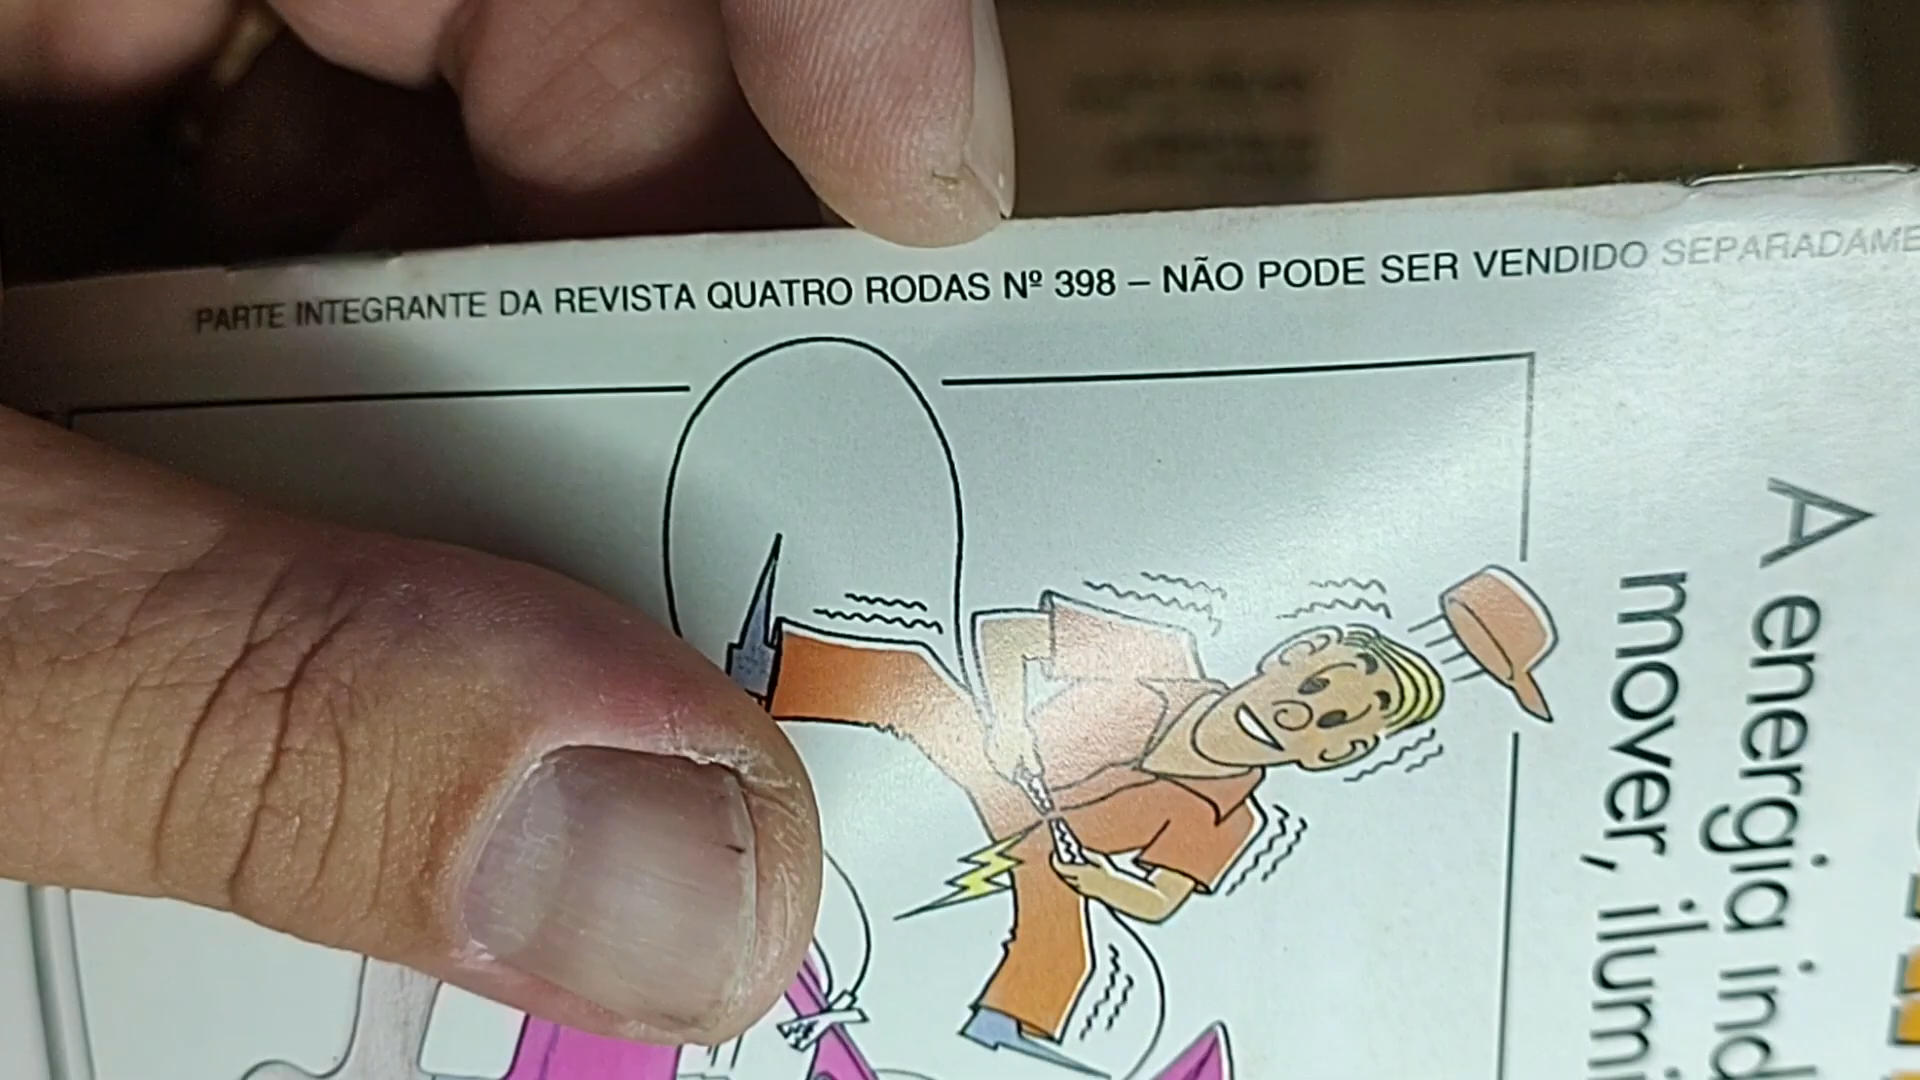 PARTE INTEGRANTE DA REVISTA QUATRO RODAS Nº 398 – NÃO PODE SER VENDIDO SEPARADAME
A energia ind
mover, ilumi